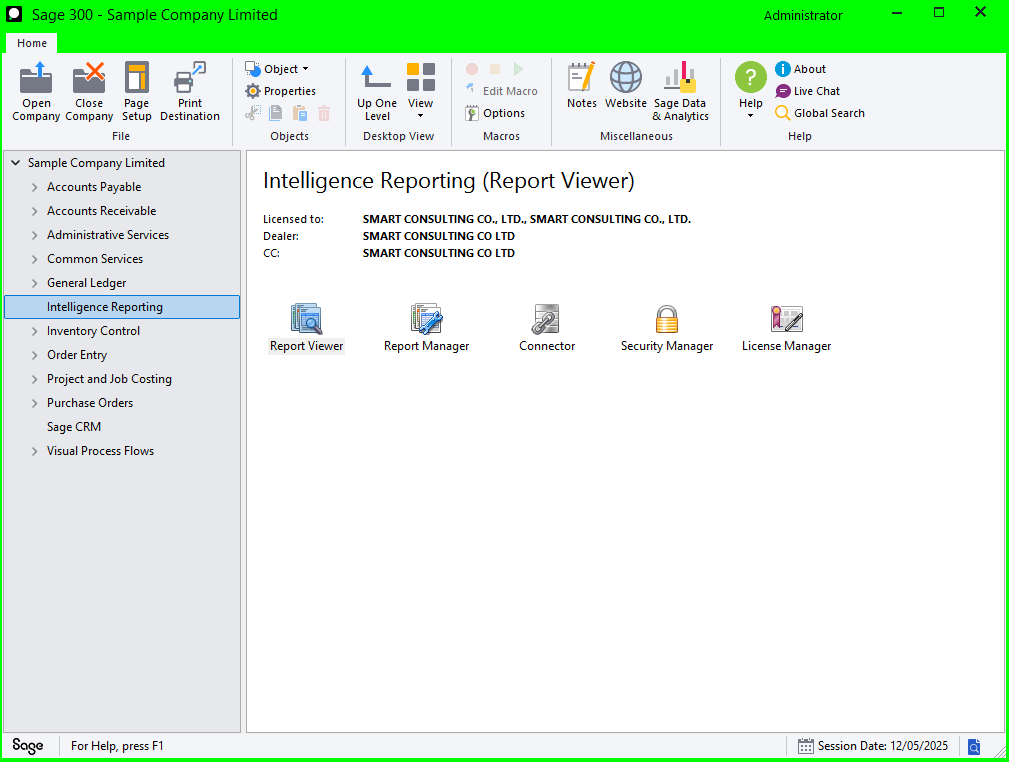 Sage 300 - Sample Company Limited
Administrator
Home
Open Company
Close Company
Page Setup
Print Destination
File
Object
Properties
Objects
Up One Level
View
Desktop View
Edit Macro
Options
Macros
Notes
Website
Sage Data & Analytics
Miscellaneous
Help
About
Live Chat
Global Search
Help
Sample Company Limited
Accounts Payable
Accounts Receivable
Administrative Services
Common Services
General Ledger
Intelligence Reporting
Inventory Control
Order Entry
Project and Job Costing
Purchase Orders
Sage CRM
Visual Process Flows
Intelligence Reporting (Report Viewer)
Licensed to: SMART CONSULTING CO., LTD., SMART CONSULTING CO., LTD.
Dealer: SMART CONSULTING CO LTD
CC: SMART CONSULTING CO LTD
Report Viewer
Report Manager
Connector
Security Manager
License Manager
Sage
For Help, press F1
Session Date: 12/05/2025